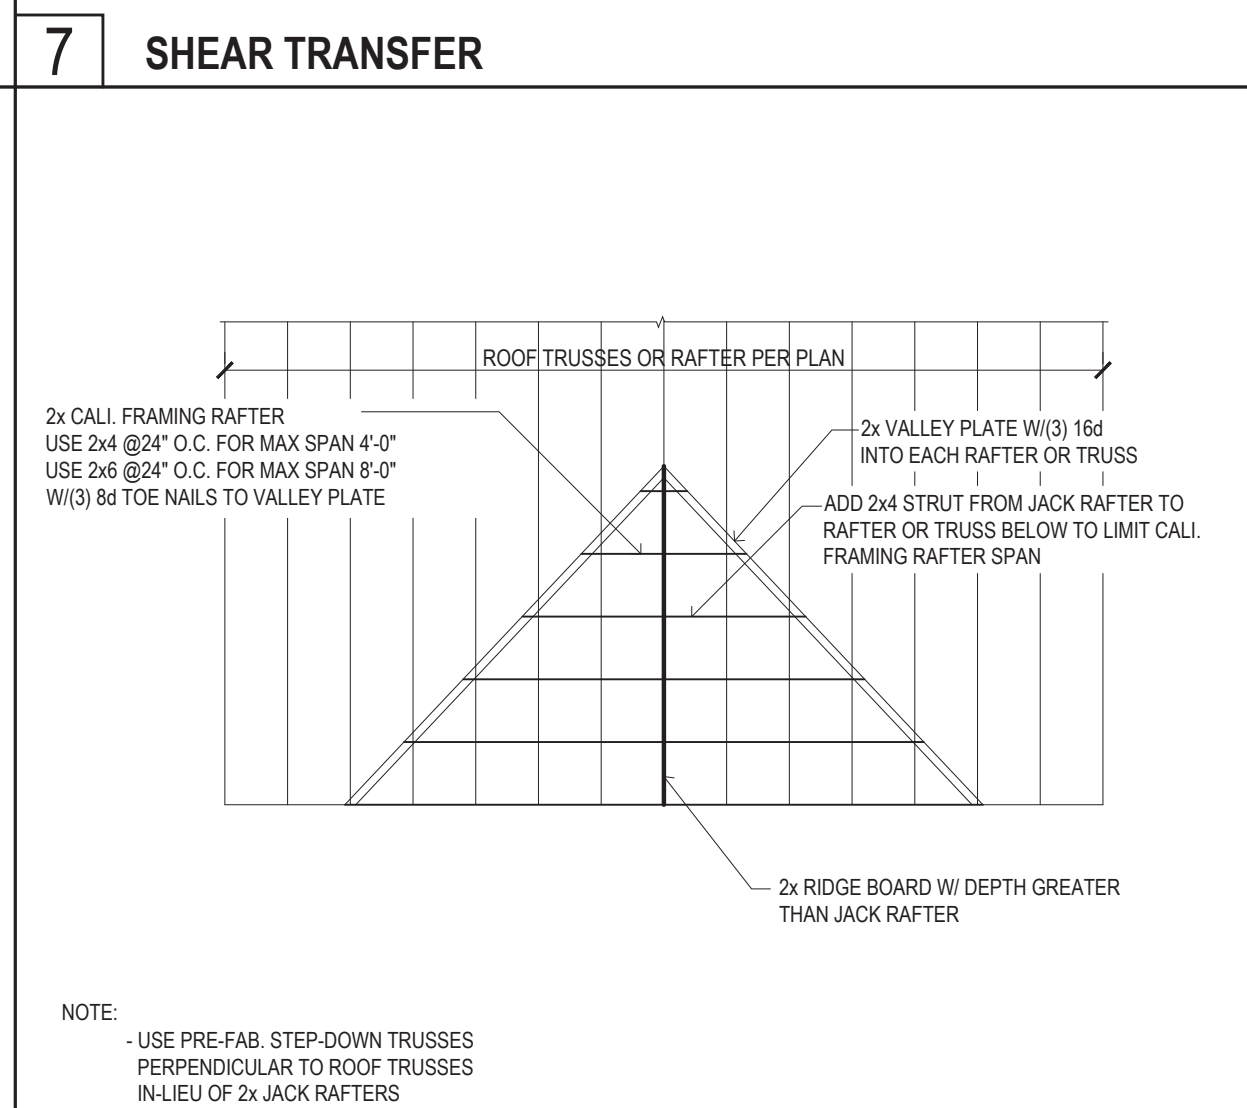 7 SHEAR TRANSFER
ROOF TRUSSES OR RAFTER PER PLAN
2x CALI. FRAMING RAFTER
USE 2x4 @24" O.C. FOR MAX SPAN 4'-0"
USE 2x6 @24" O.C. FOR MAX SPAN 8'-0"
W/(3) 8d TOE NAILS TO VALLEY PLATE
2x VALLEY PLATE W/(3) 16d
INTO EACH RAFTER OR TRUSS
ADD 2x4 STRUT FROM JACK RAFTER TO
RAFTER OR TRUSS BELOW TO LIMIT CALI.
FRAMING RAFTER SPAN
2x RIDGE BOARD W/ DEPTH GREATER
THAN JACK RAFTER
NOTE:
- USE PRE-FAB. STEP-DOWN TRUSSES
PERPENDICULAR TO ROOF TRUSSES
IN-LIEU OF 2x JACK RAFTERS